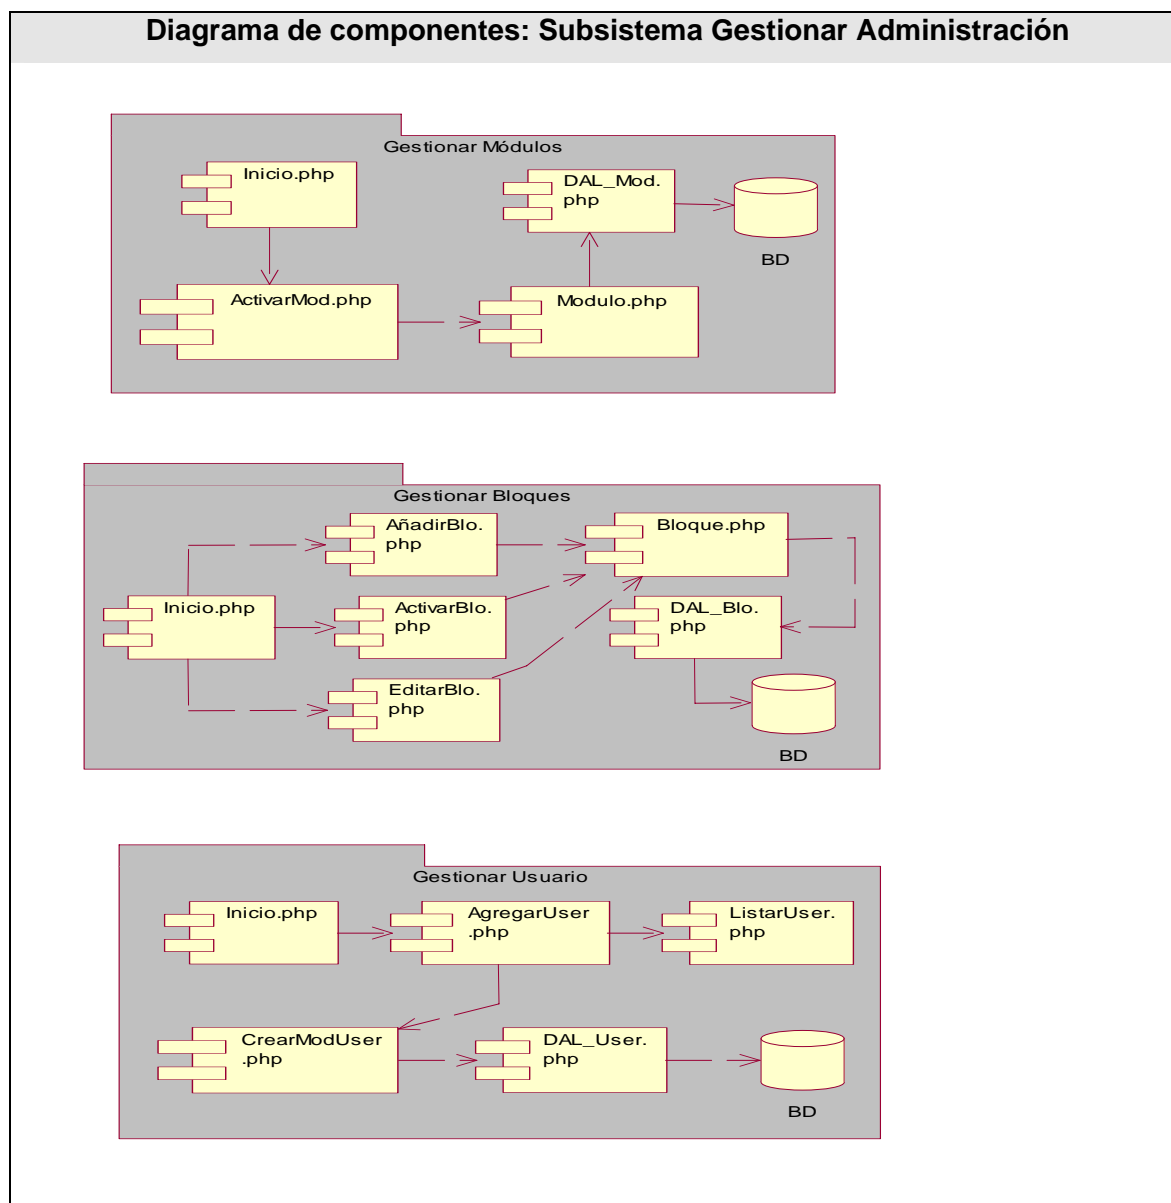 Diagrama de componentes: Subsistema Gestionar Administración
Gestionar Módulos
Inicio.php
DAL_Mod.
php
BD
ActivarMod.php
Modulo.php
Gestionar Bloques
AñadirBlo.
php
Bloque.php
Inicio.php
ActivarBlo.
php
DAL_Blo.
php
EditarBlo.
php
BD
Gestionar Usuario
Inicio.php
AgregarUser
.php
ListarUser.
php
CrearModUser
.php
DAL_User.
php
BD